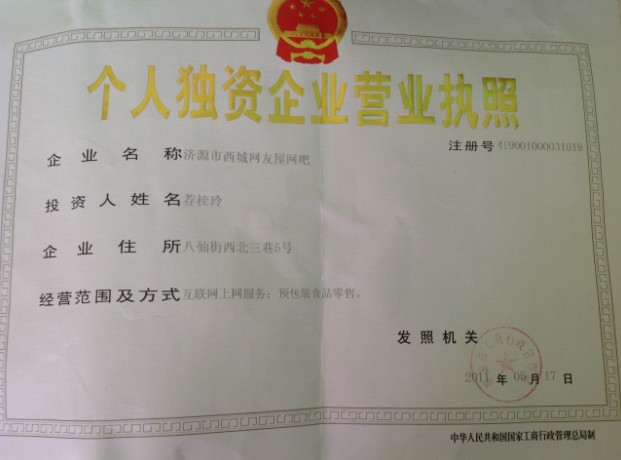 个人独资企业营业执照
注册号 419001000031019
企业名称 济源市西城网友屋网吧
投资人姓名 荐桂玲
企业住所 八仙街西北三巷5号
经营范围及方式 互联网上网服务；预包装食品零售。
发照机关
2011 年 05 月 17 日
中华人民共和国国家工商行政管理总局制